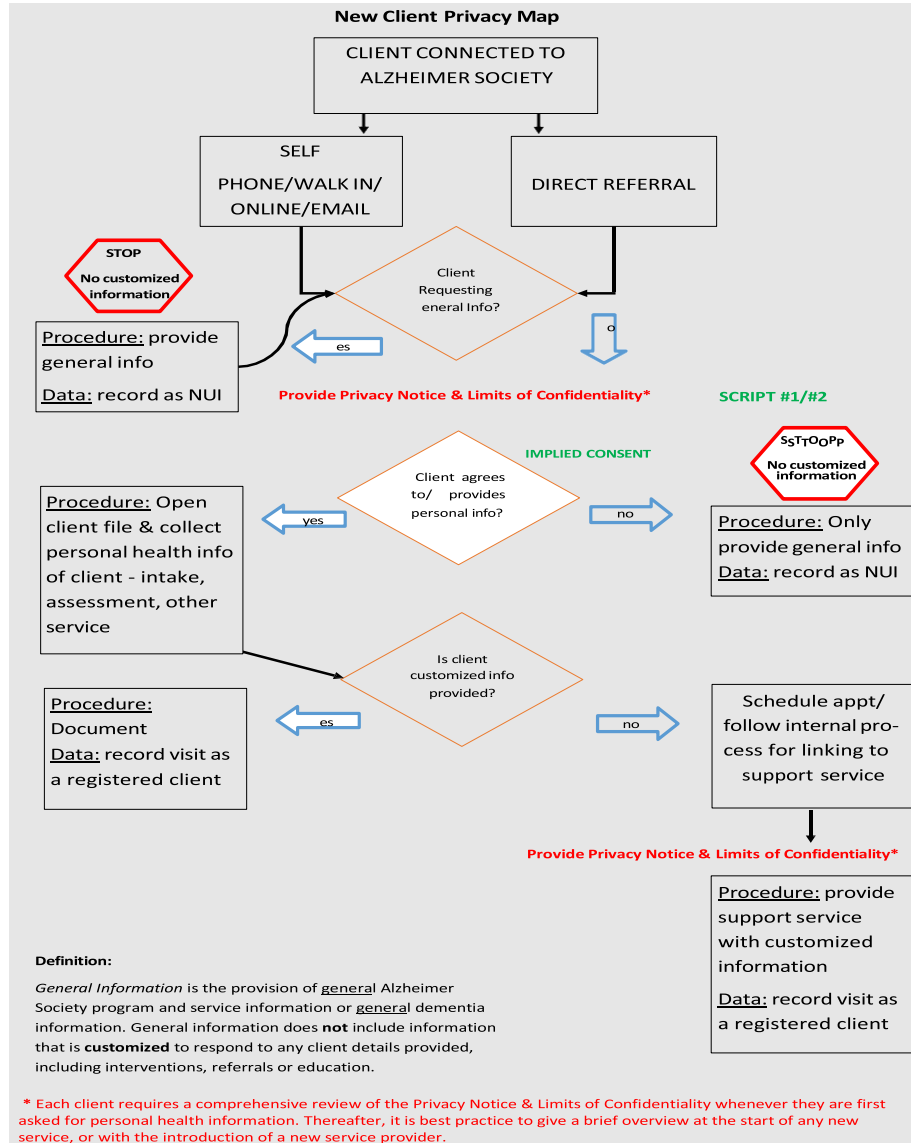 New Client Privacy Map
CLIENT CONNECTED TO
ALZHEIMER SOCIETY
SELF
PHONE/WALK IN/
ONLINE/EMAIL
DIRECT REFERRAL
STOP
No customized
information
Client
Requesting
eneral Info?
Procedure: provide
general info
Data: record as NUI
es
o
Provide Privacy Notice & Limits of Confidentiality*
SCRIPT #1/#2
IMPLIED CONSENT
SSTTOOPP
No customized
information
Client agrees
to/ provides
personal info?
yes
no
Procedure: Open
client file & collect
personal health info
of client - intake,
assessment, other
service
Procedure: Only
provide general info
Data: record as NUI
Is client
customized info
provided?
es
no
Procedure:
Document
Data: record visit as
a registered client
Schedule appt/
follow internal pro-
cess for linking to
support service
Provide Privacy Notice & Limits of Confidentiality*
Procedure: provide
support service
with customized
information
Data: record visit as
a registered client
Definition:
General Information is the provision of general Alzheimer
Society program and service information or general dementia
information. General information does not include information
that is customized to respond to any client details provided,
including interventions, referrals or education.
* Each client requires a comprehensive review of the Privacy Notice & Limits of Confidentiality whenever they are first
asked for personal health information. Thereafter, it is best practice to give a brief overview at the start of any new
service, or with the introduction of a new service provider.